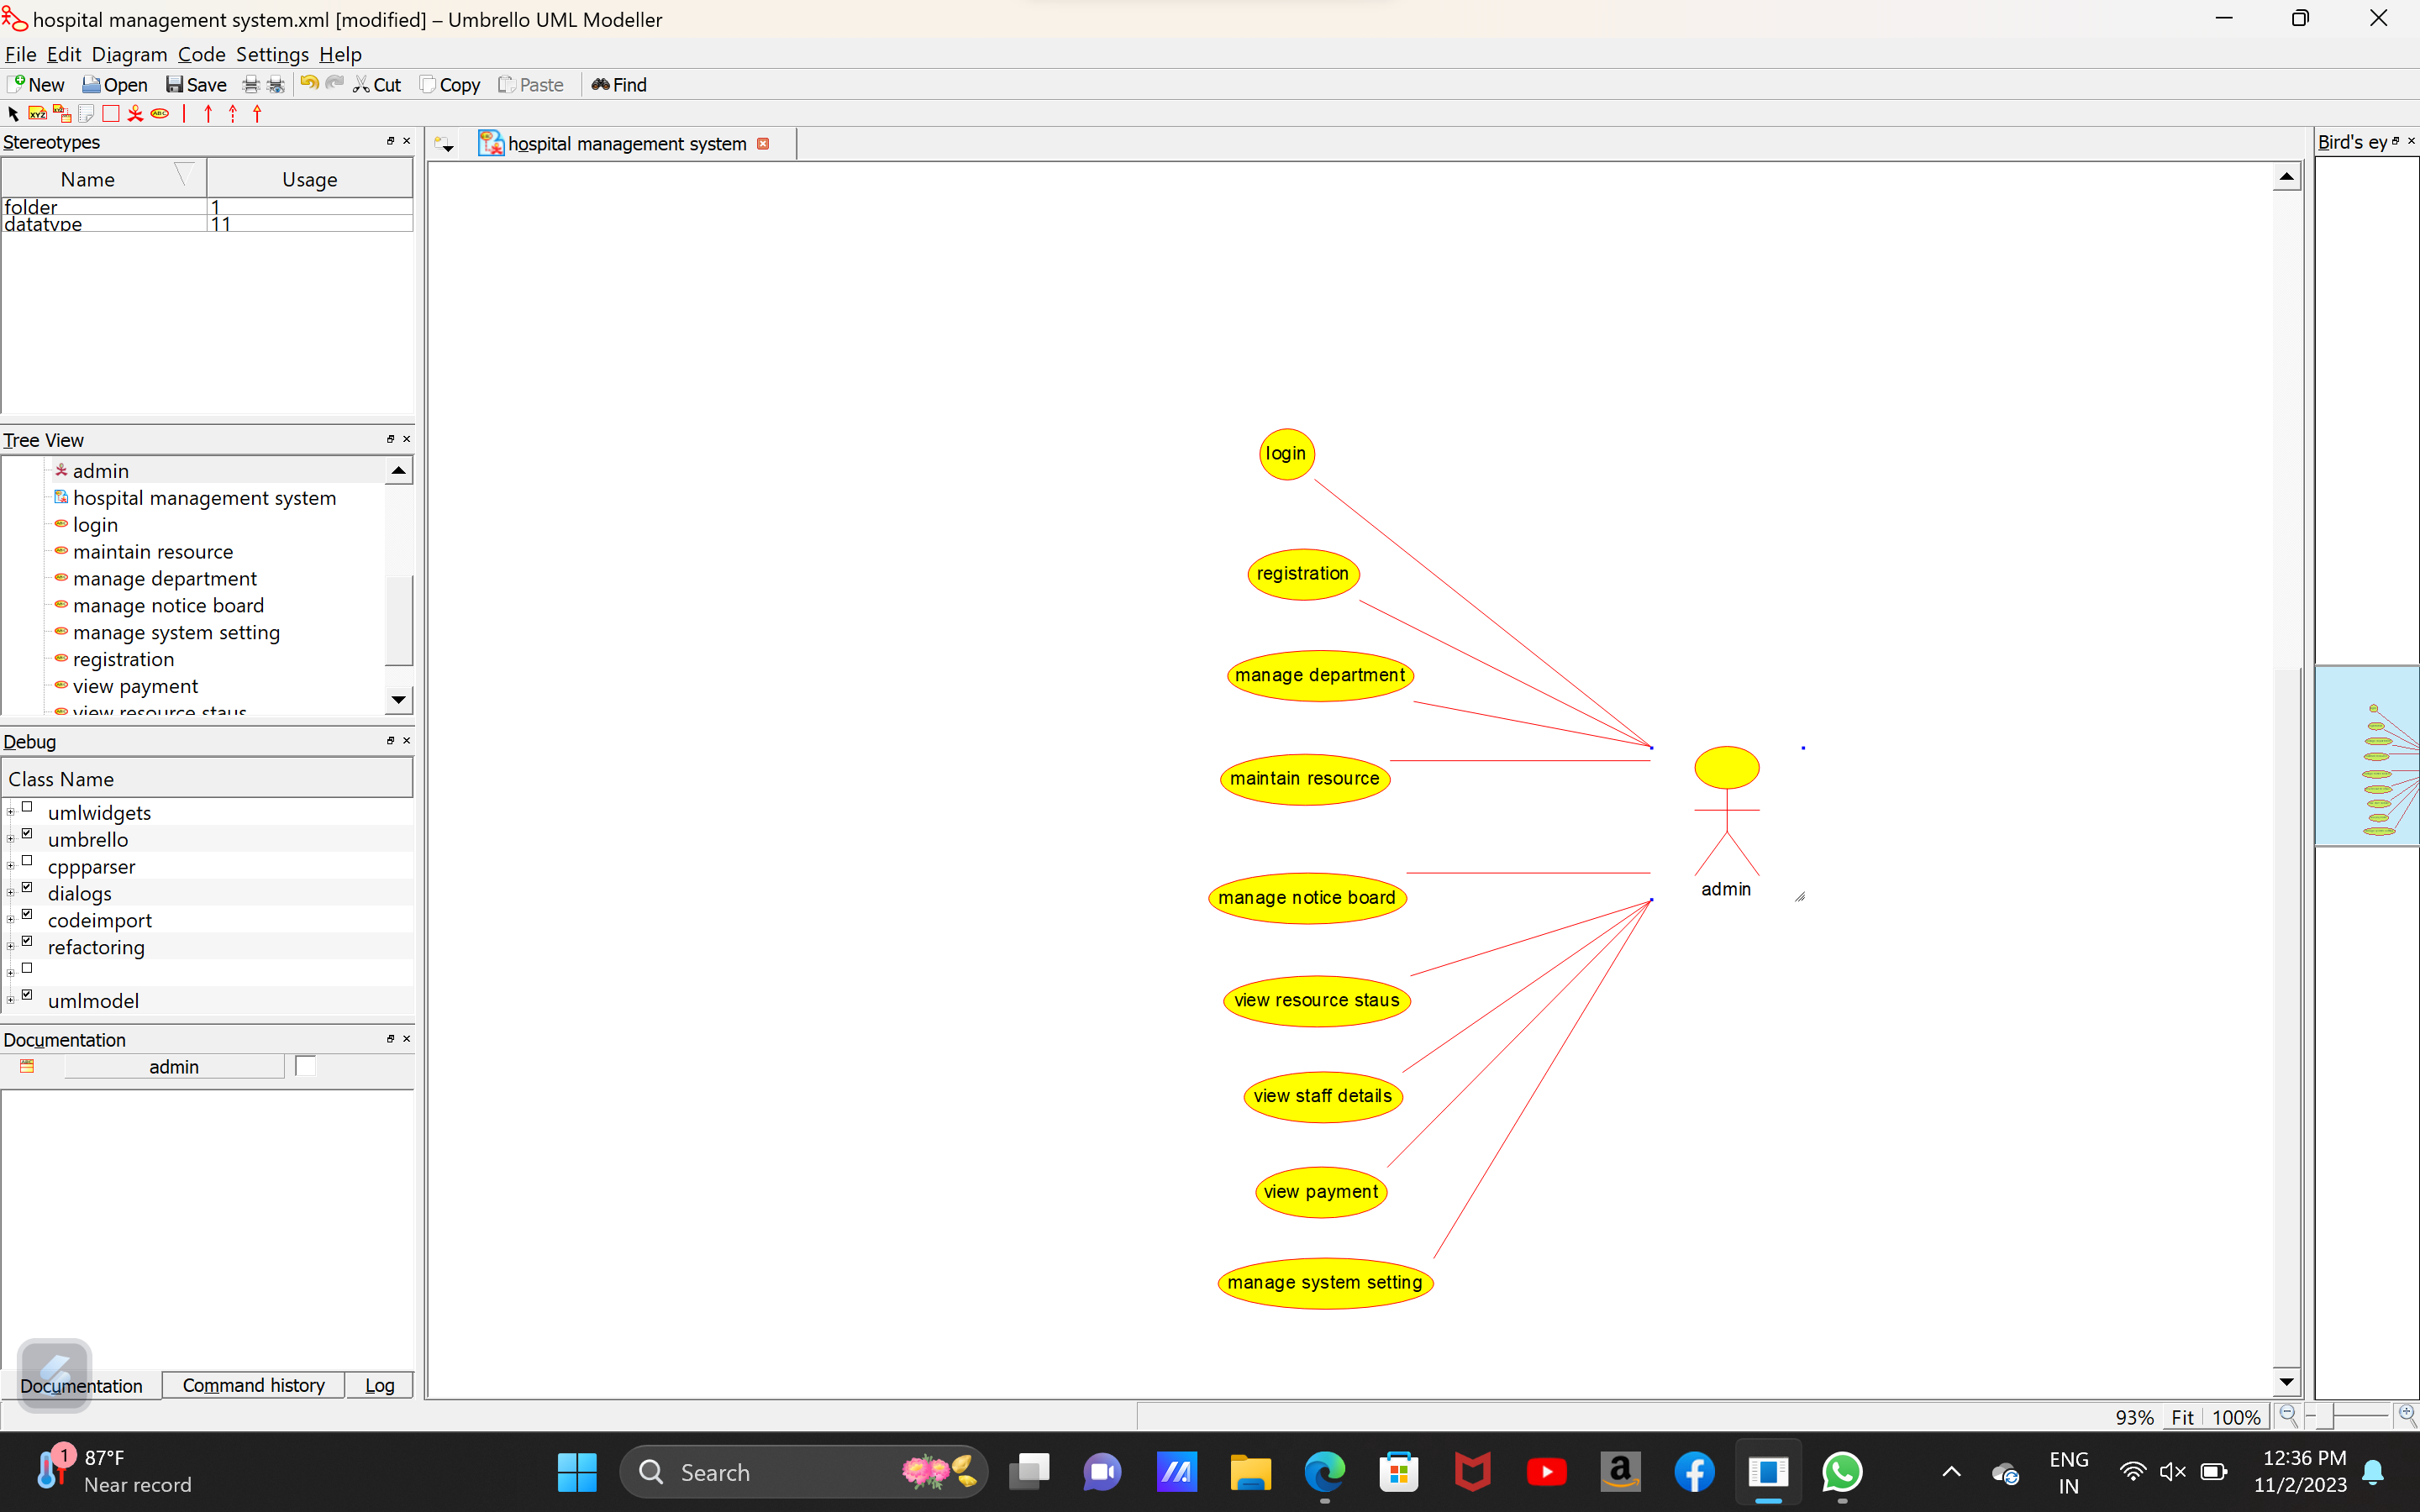 hospital management system.xml [modified] – Umbrello UML Modeller
File Edit Diagram Code Settings Help
New Open Save Cut Copy Paste Find
Stereotypes
Name Usage
folder 1
datatype 11
Tree View
admin
hospital management system
login
maintain resource
manage department
manage notice board
manage system setting
registration
view payment
view resource staus
Debug
Class Name
umlwidgets
umbrello
cppparser
dialogs
codeimport
refactoring
umlmodel
Documentation
admin
Documentation Command history Log
hospital management system
login
registration
manage department
maintain resource
manage notice board
view resource staus
view staff details
view payment
manage system setting
admin
Bird's ey
93% Fit 100%
1
87°F
Near record
Search
ENG
IN
12:36 PM
11/2/2023